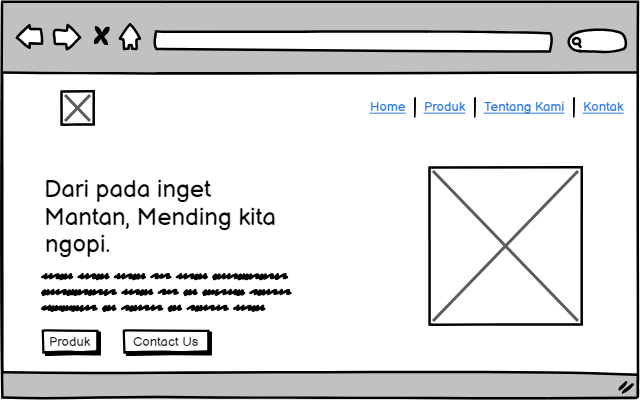 Home Produk Tentang Kami Kontak
Dari pada inget
Mantan, Mending kita
ngopi.
Produk Contact Us